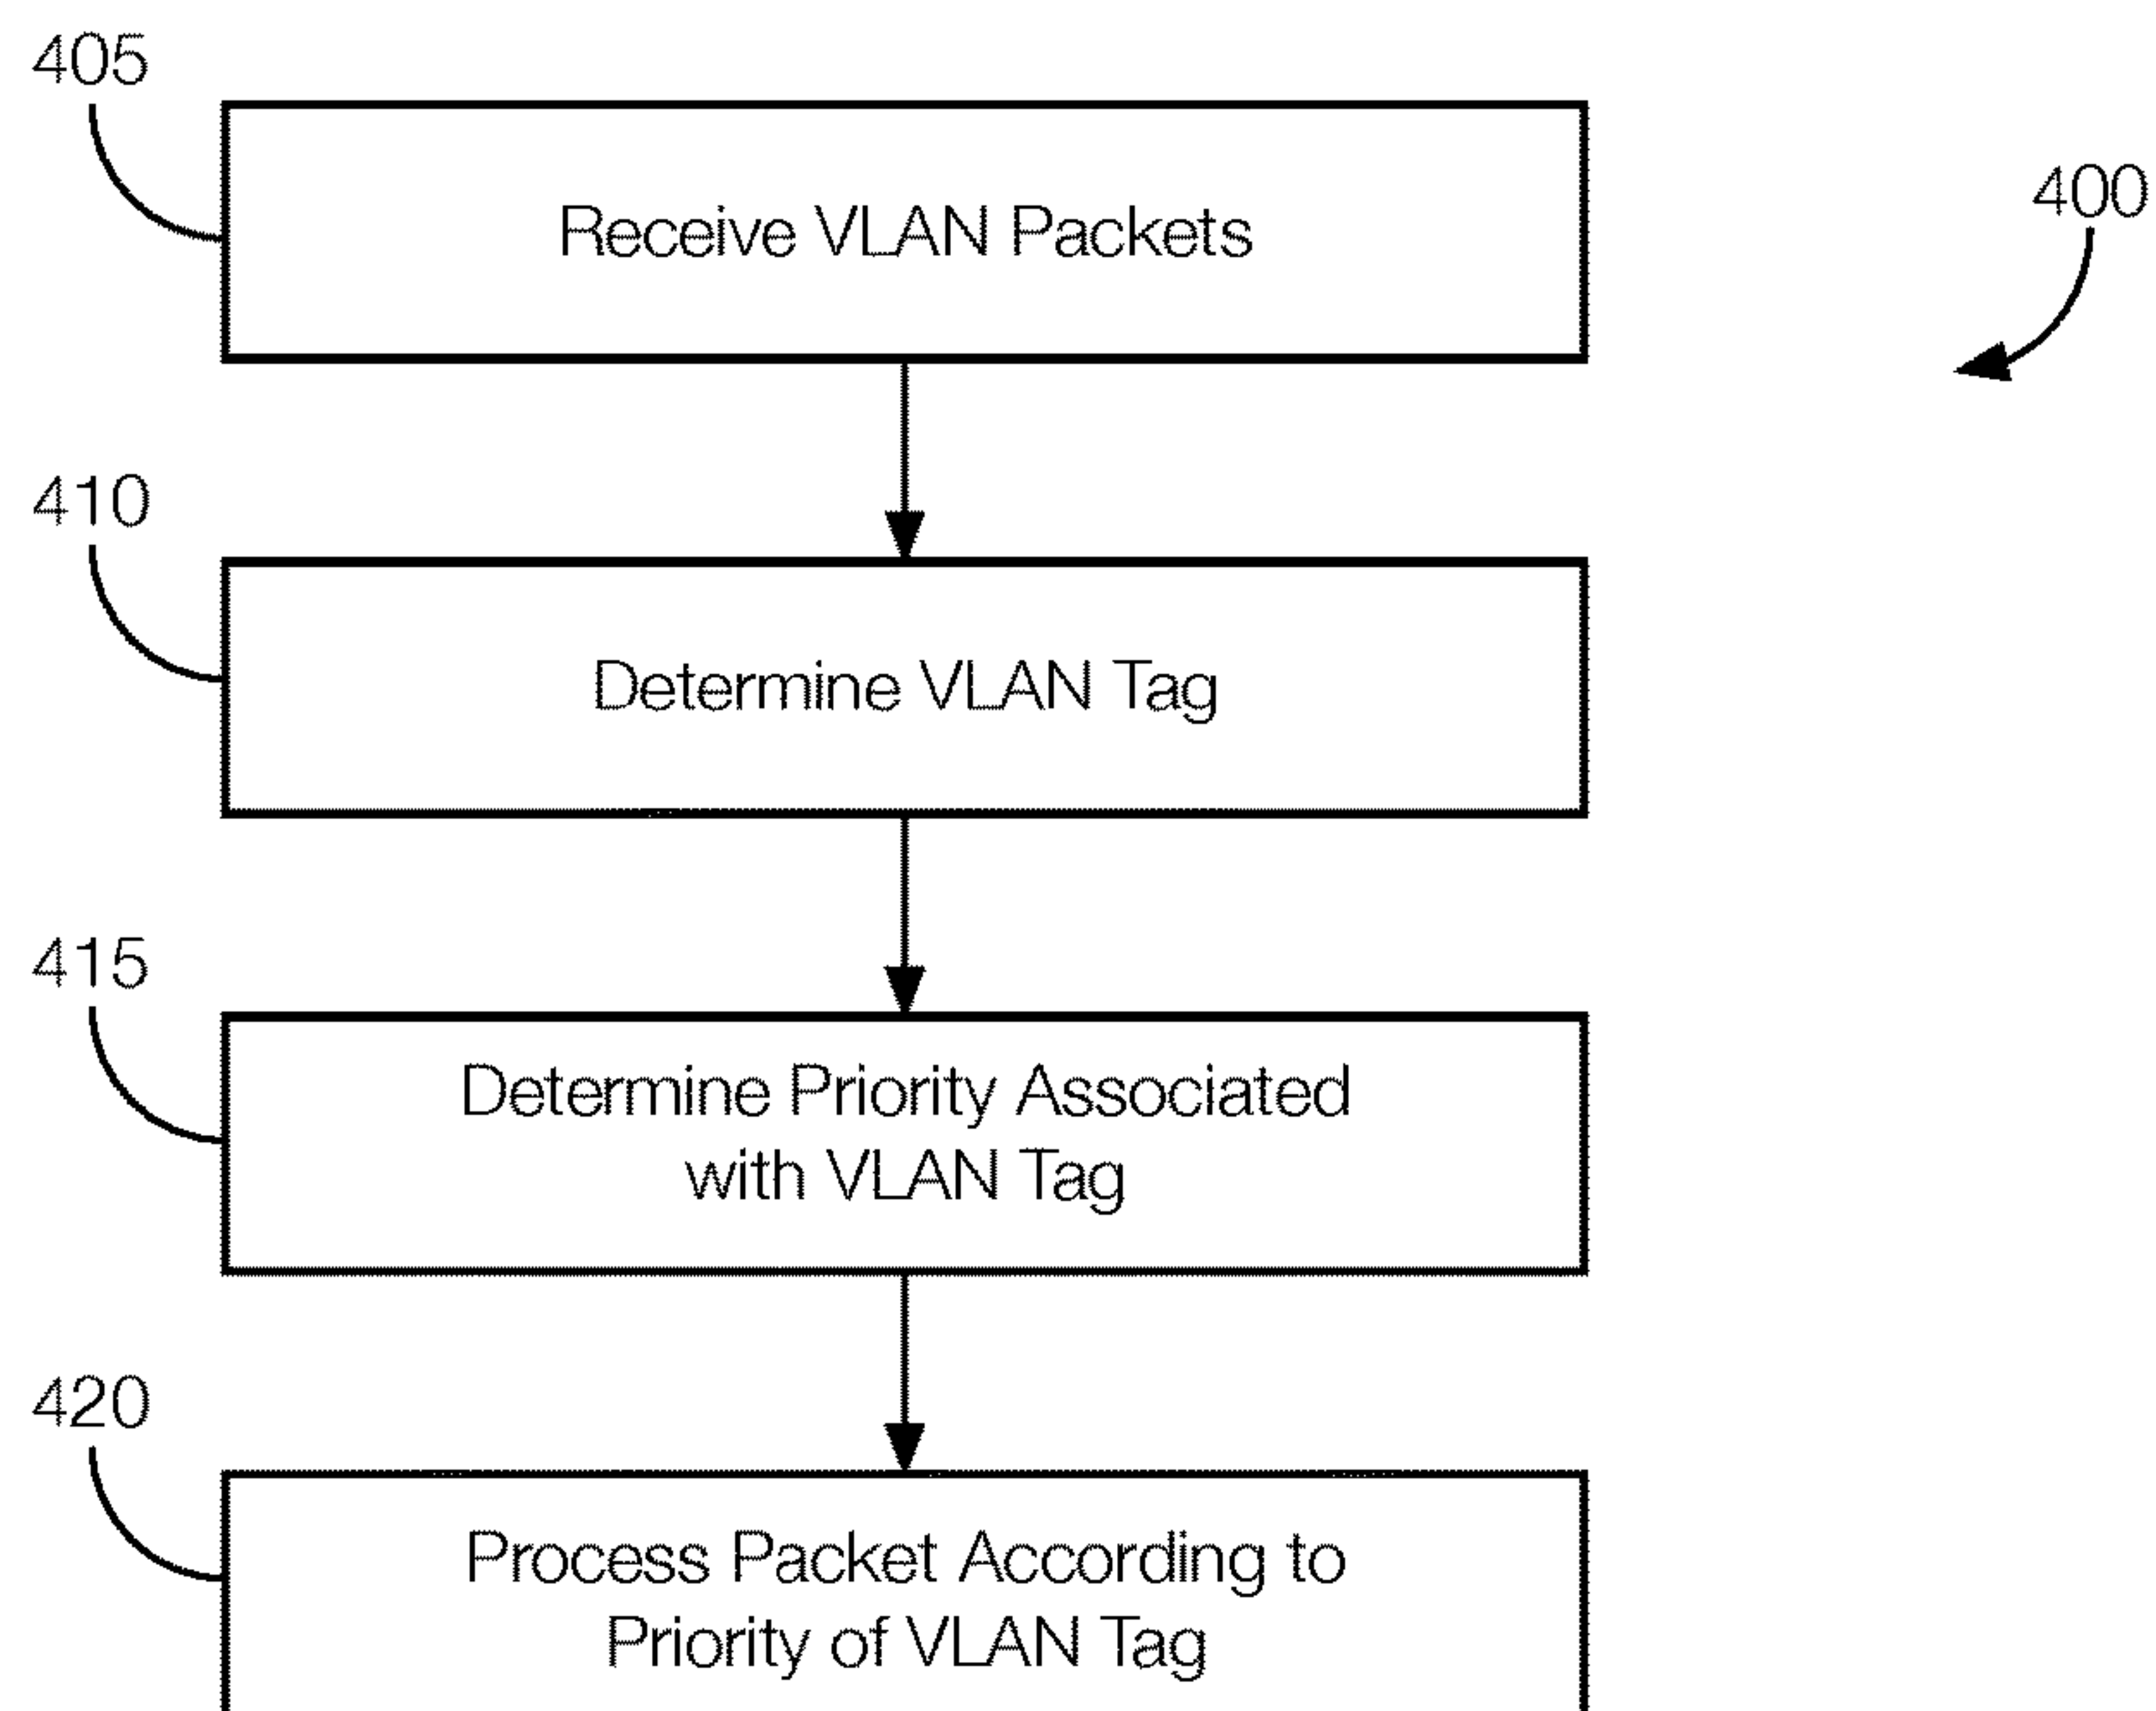 405
Receive VLAN Packets
400
410
Determine VLAN Tag
415
Determine Priority Associated
with VLAN Tag
420
Process Packet According to
Priority of VLAN Tag